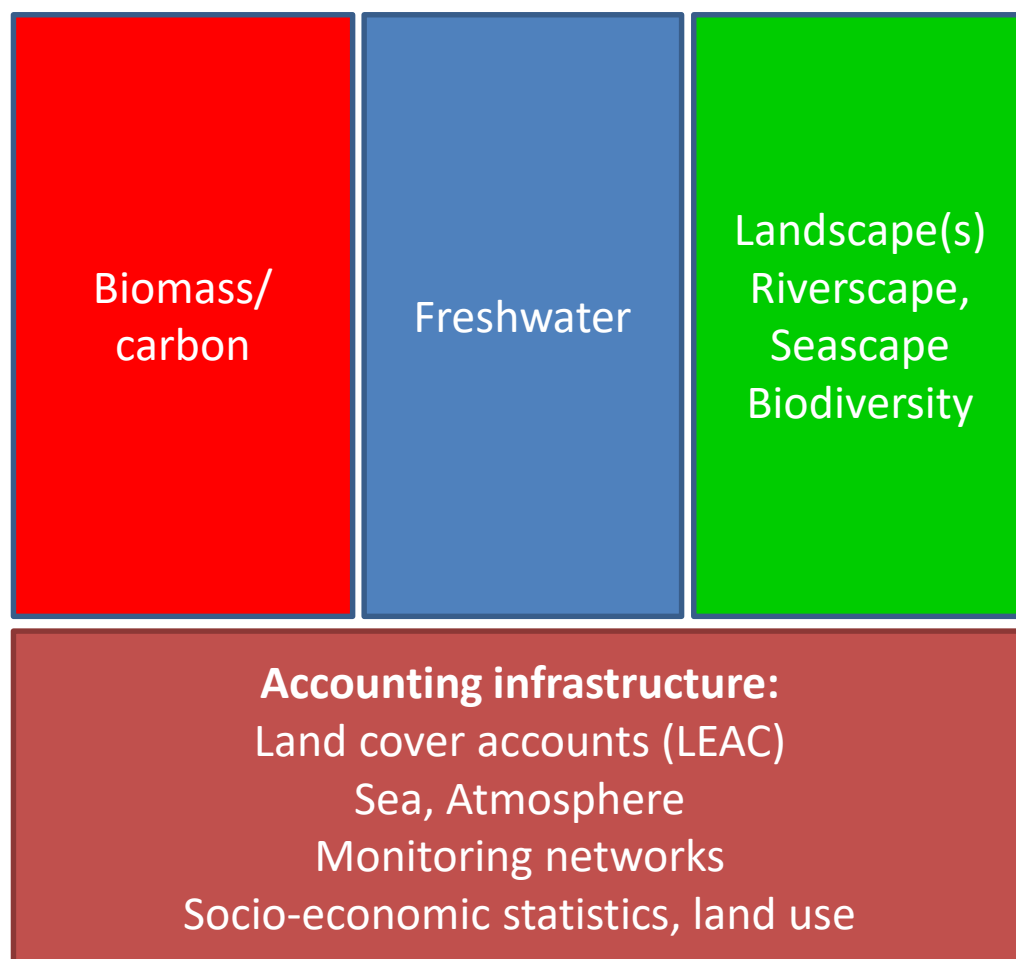 Biomass/
carbon
Freshwater
Landscape(s)
Riverscape,
Seascape
Biodiversity
Accounting infrastructure:
Land cover accounts (LEAC)
Sea, Atmosphere
Monitoring networks
Socio-economic statistics, land use